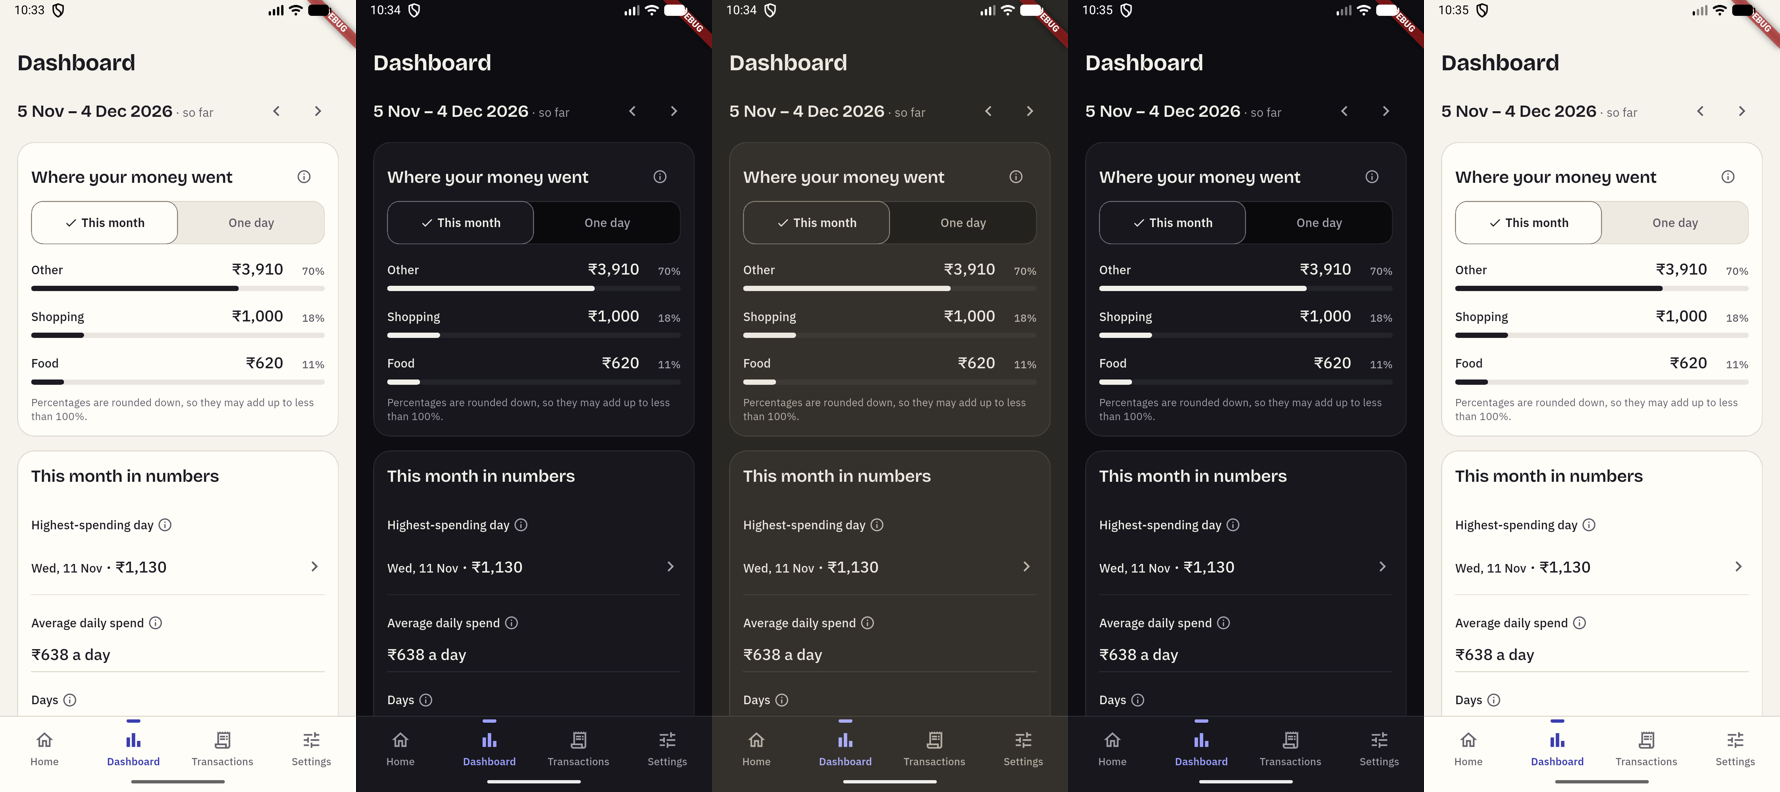 10:33
EBUG
Dashboard
5 Nov – 4 Dec 2026 · so far
Where your money went
This month One day
Other ₹3,910 70%
Shopping ₹1,000 18%
Food ₹620 11%
Percentages are rounded down, so they may add up to less
than 100%.
This month in numbers
Highest-spending day
Wed, 11 Nov · ₹1,130
Average daily spend
₹638 a day
Days
Home Dashboard Transactions Settings
10:34
EBUG
Dashboard
5 Nov – 4 Dec 2026 · so far
Where your money went
This month One day
Other ₹3,910 70%
Shopping ₹1,000 18%
Food ₹620 11%
Percentages are rounded down, so they may add up to less
than 100%.
This month in numbers
Highest-spending day
Wed, 11 Nov · ₹1,130
Average daily spend
₹638 a day
Days
Home Dashboard Transactions Settings
10:34
EBUG
Dashboard
5 Nov – 4 Dec 2026 · so far
Where your money went
This month One day
Other ₹3,910 70%
Shopping ₹1,000 18%
Food ₹620 11%
Percentages are rounded down, so they may add up to less
than 100%.
This month in numbers
Highest-spending day
Wed, 11 Nov · ₹1,130
Average daily spend
₹638 a day
Days
Home Dashboard Transactions Settings
10:35
EBUG
Dashboard
5 Nov – 4 Dec 2026 · so far
Where your money went
This month One day
Other ₹3,910 70%
Shopping ₹1,000 18%
Food ₹620 11%
Percentages are rounded down, so they may add up to less
than 100%.
This month in numbers
Highest-spending day
Wed, 11 Nov · ₹1,130
Average daily spend
₹638 a day
Days
Home Dashboard Transactions Settings
10:35
EBUG
Dashboard
5 Nov – 4 Dec 2026 · so far
Where your money went
This month One day
Other ₹3,910 70%
Shopping ₹1,000 18%
Food ₹620 11%
Percentages are rounded down, so they may add up to less
than 100%.
This month in numbers
Highest-spending day
Wed, 11 Nov · ₹1,130
Average daily spend
₹638 a day
Days
Home Dashboard Transactions Settings